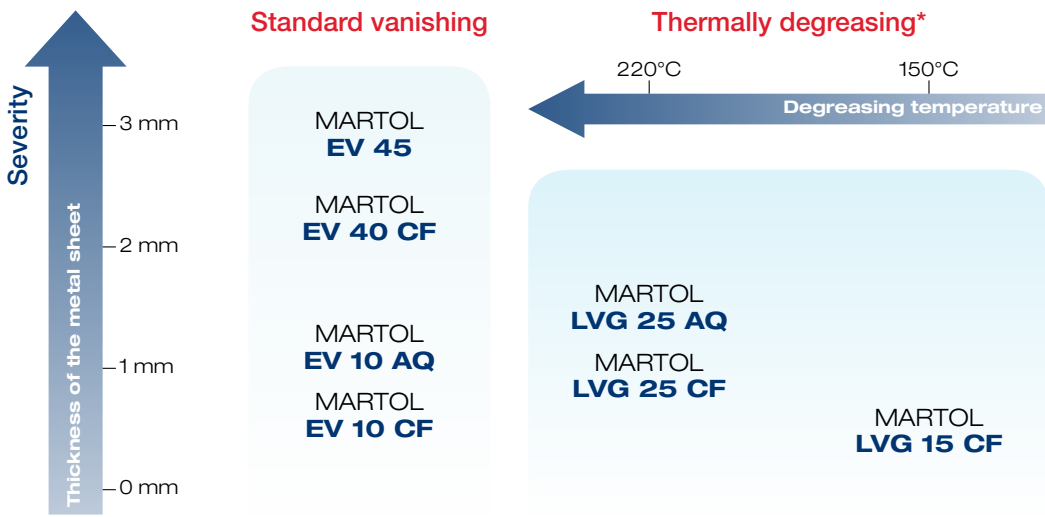 Standard vanishing
Thermally degreasing*
220°C
150°C
Degreasing temperature
Severity
Thickness of the metal sheet
3 mm
2 mm
1 mm
0 mm
MARTOL
EV 45
MARTOL
EV 40 CF
MARTOL
EV 10 AQ
MARTOL
EV 10 CF
MARTOL
LVG 25 AQ
MARTOL
LVG 25 CF
MARTOL
LVG 15 CF